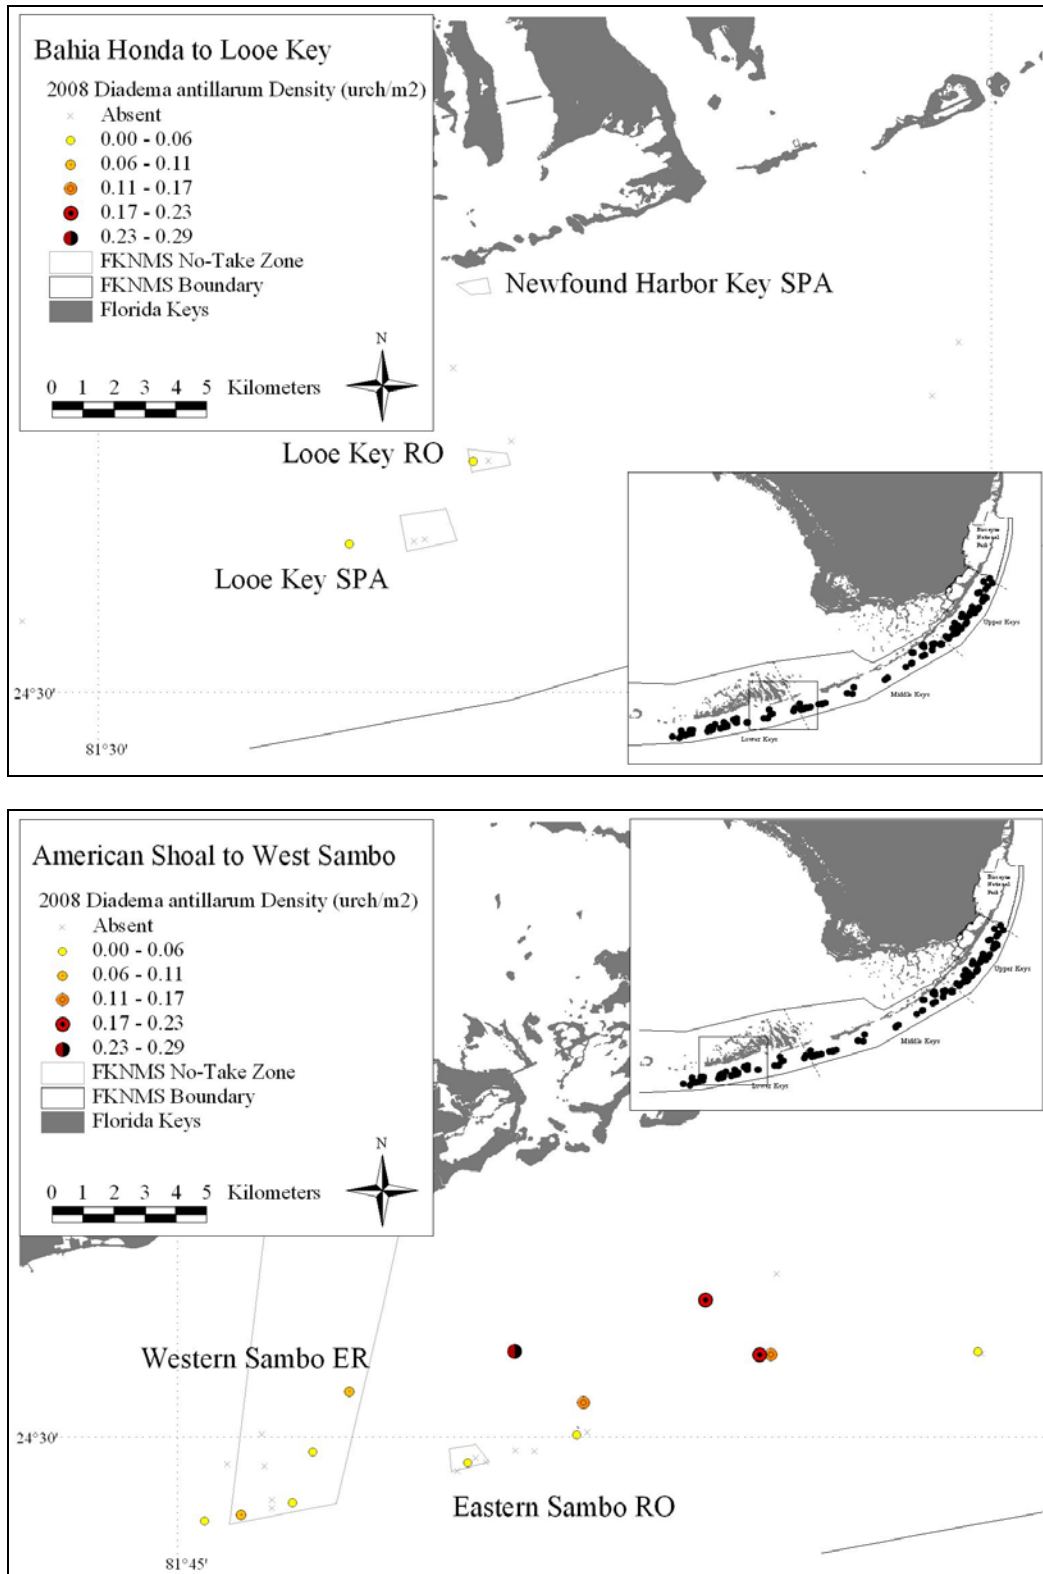 Bahia Honda to Looe Key
2008 Diadema antillarum Density (urch/m2)
Absent
0.00 - 0.06
0.06 - 0.11
0.11 - 0.17
0.17 - 0.23
0.23 - 0.29
FKNMS No-Take Zone
FKNMS Boundary
Florida Keys
N
0 1 2 3 4 5 Kilometers
Newfound Harbor Key SPA
Looe Key RO
Looe Key SPA
24°30'
81°30'
Biscayne
National
Park
Upper Keys
Middle Keys
Lower Keys
American Shoal to West Sambo
2008 Diadema antillarum Density (urch/m2)
Absent
0.00 - 0.06
0.06 - 0.11
0.11 - 0.17
0.17 - 0.23
0.23 - 0.29
FKNMS No-Take Zone
FKNMS Boundary
Florida Keys
N
0 1 2 3 4 5 Kilometers
Biscayne
National
Park
Upper Keys
Middle Keys
Lower Keys
Western Sambo ER
24°30'
Eastern Sambo RO
81°45'